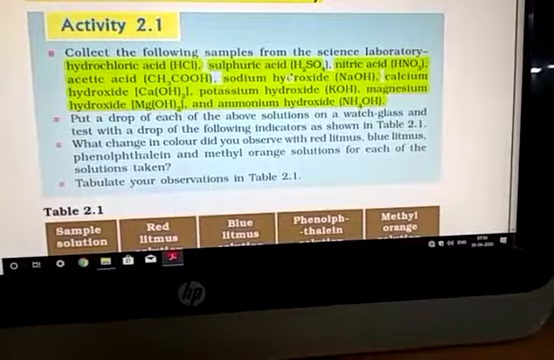 Activity 2.1
Collect the following samples from the science laboratory–
hydrochloric acid (HCl), sulphuric acid (H₂SO₄), nitric acid (HNO₃),
acetic acid (CH₃COOH), sodium hydroxide (NaOH), calcium
hydroxide [Ca(OH)₂], potassium hydroxide (KOH), magnesium
hydroxide [Mg(OH)₂], and ammonium hydroxide (NH₄OH).
Put a drop of each of the above solutions on a watch-glass and
test with a drop of the following indicators as shown in Table 2.1.
What change in colour did you observe with red litmus, blue litmus,
phenolphthalein and methyl orange solutions for each of the
solutions taken?
Tabulate your observations in Table 2.1.
Table 2.1
Sample solution
Red litmus
Blue litmus
Phenolph- -thalein
Methyl orange
hp